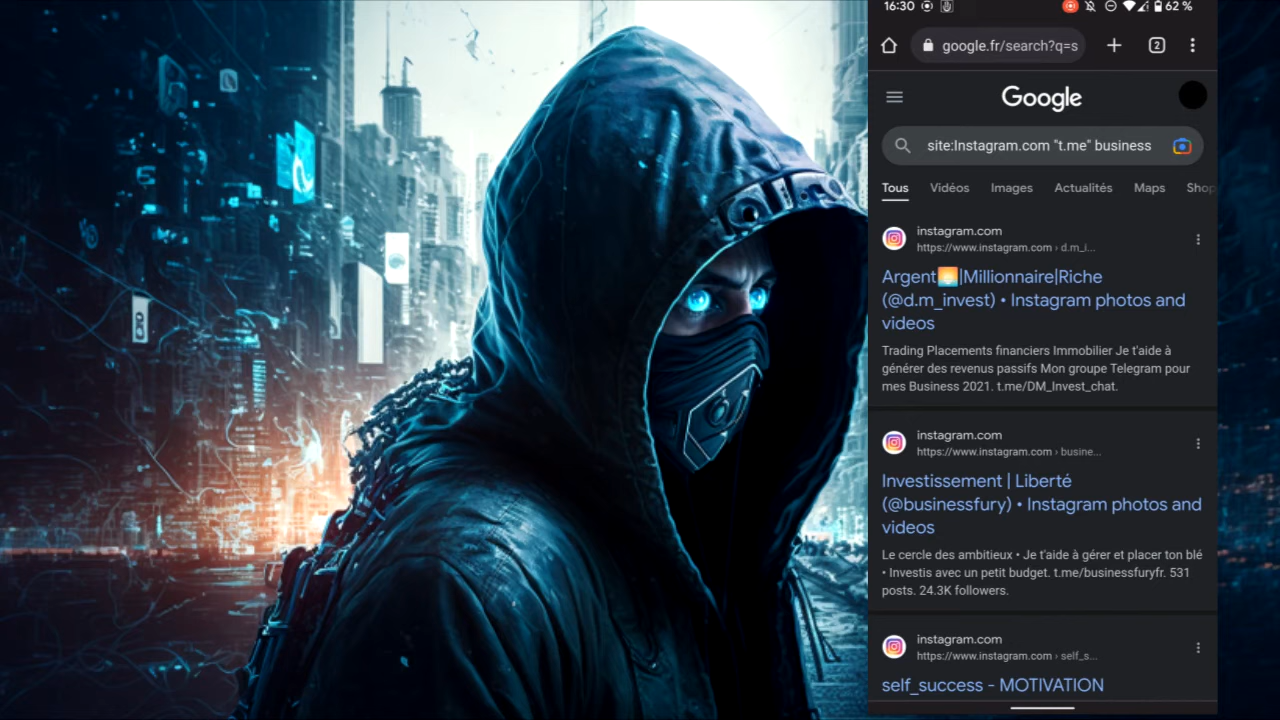 16:30
62 %
google.fr/search?q=s
2
Google
site:Instagram.com "t.me" business
Tous Vidéos Images Actualités Maps Shop
instagram.com
https://www.instagram.com › d.m_i...
Argent🌅|Millionnaire|Riche
(@d.m_invest) • Instagram photos and
videos
Trading Placements financiers Immobilier Je t'aide à
générer des revenus passifs Mon groupe Telegram pour
mes Business 2021. t.me/DM_Invest_chat.
instagram.com
https://www.instagram.com › busine...
Investissement | Liberté
(@businessfury) • Instagram photos and
videos
Le cercle des ambitieux • Je t'aide à gérer et placer ton blé
• Investis avec un petit budget. t.me/businessfuryfr. 531
posts. 24.3K followers.
instagram.com
https://www.instagram.com › self_s...
self_success - MOTIVATION